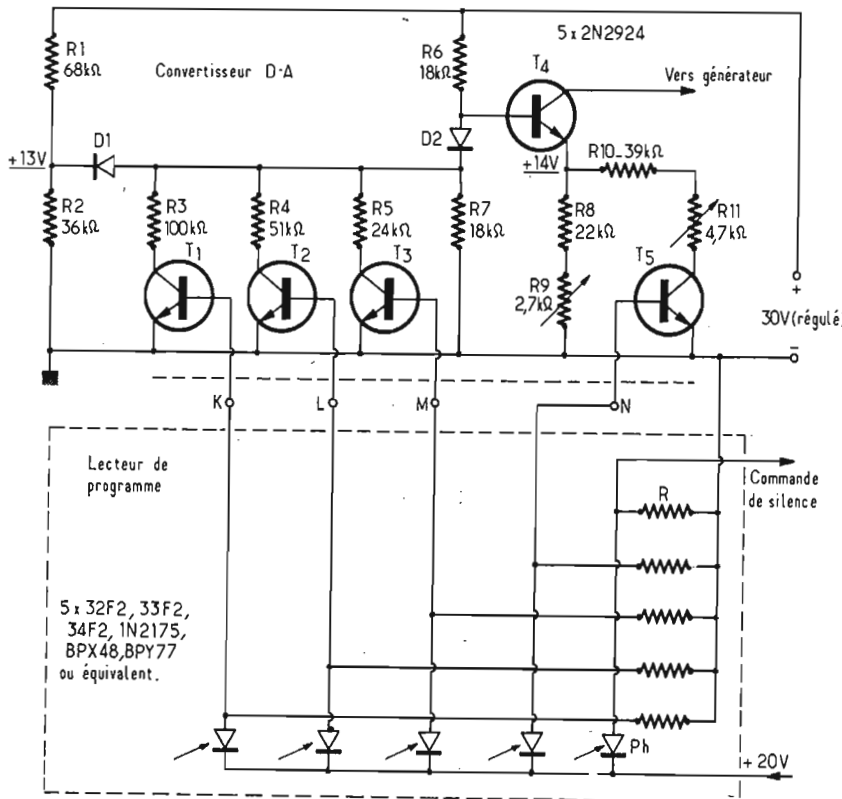 R1
68kΩ
Convertisseur D-A
R6
18kΩ
5 x 2N2924
T4
Vers générateur
D1
D2
+13V
+14V
R10_39kΩ
R2
36kΩ
R3
100kΩ
R4
51kΩ
R5
24kΩ
R7
18kΩ
R8
22kΩ
R11
4,7kΩ
T1
T2
T3
T5
R9
2,7kΩ
+
30V(régulé)
-
K
L
M
N
Lecteur de
programme
Commande
de silence
R
5 x 32F2, 33F2,
34F2, 1N2175,
BPX48,BPY77
ou équivalent.
Ph
+20V